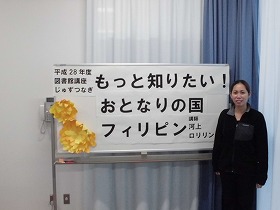 平成28年度
図書館講座
じゅずつなぎ
もっと知りたい！
おとなりの国
フィリピン
講師
河上
ロリリン